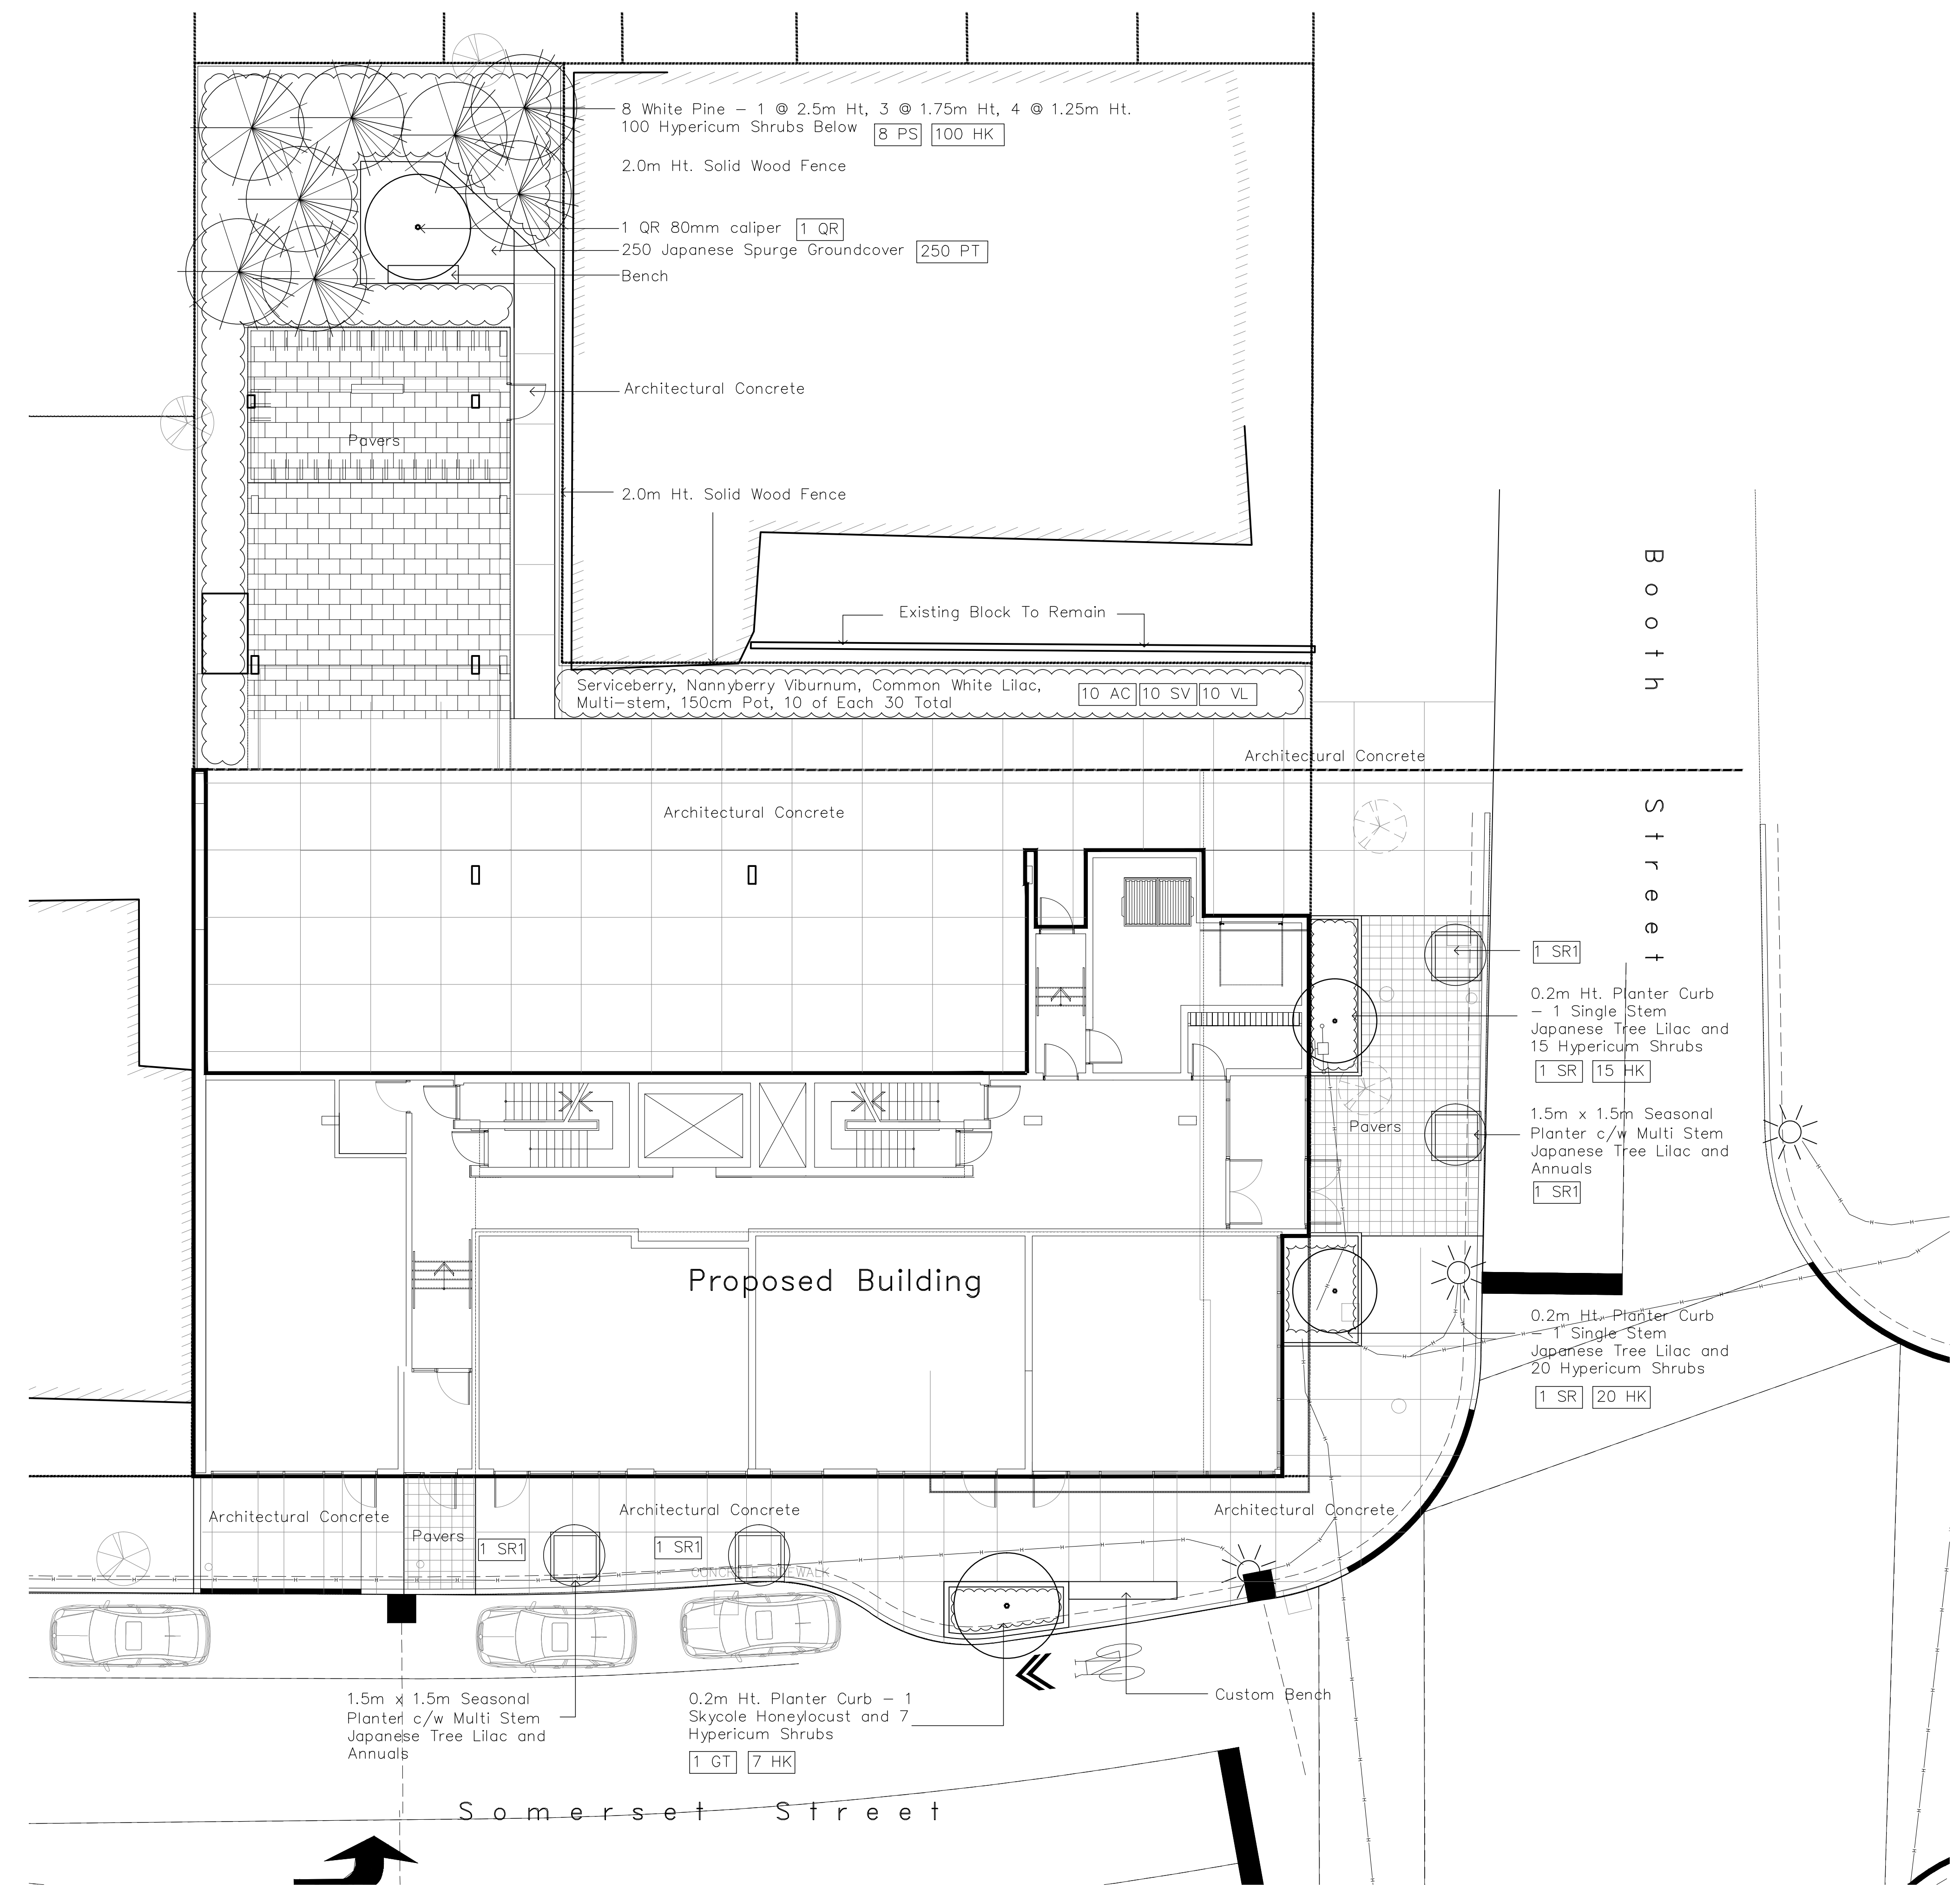 8 White Pine – 1 @ 2.5m Ht, 3 @ 1.75m Ht, 4 @ 1.25m Ht.
100 Hypericum Shrubs Below 8 PS 100 HK
2.0m Ht. Solid Wood Fence
1 QR 80mm caliper 1 QR
250 Japanese Spurge Groundcover 250 PT
Bench
Architectural Concrete
Pavers
2.0m Ht. Solid Wood Fence
Existing Block To Remain
Serviceberry, Nannyberry Viburnum, Common White Lilac,
Multi-stem, 150cm Pot, 10 of Each 30 Total
10 AC 10 SV 10 VL
Architectural Concrete
Architectural Concrete
Booth Street
1 SR1
0.2m Ht. Planter Curb
– 1 Single Stem
Japanese Tree Lilac and
15 Hypericum Shrubs
1 SR 15 HK
1.5m x 1.5m Seasonal
Planter c/w Multi Stem
Japanese Tree Lilac and
Annuals
1 SR1
Pavers
Proposed Building
0.2m Ht. Planter Curb
– 1 Single Stem
Japanese Tree Lilac and
20 Hypericum Shrubs
1 SR 20 HK
Architectural Concrete
Pavers
1 SR1
Architectural Concrete
1 SR1
Architectural Concrete
CONCRETE SIDEWALK
1.5m x 1.5m Seasonal
Planter c/w Multi Stem
Japanese Tree Lilac and
Annuals
0.2m Ht. Planter Curb – 1
Skycole Honeylocust and 7
Hypericum Shrubs
1 GT 7 HK
Custom Bench
Somerset Street